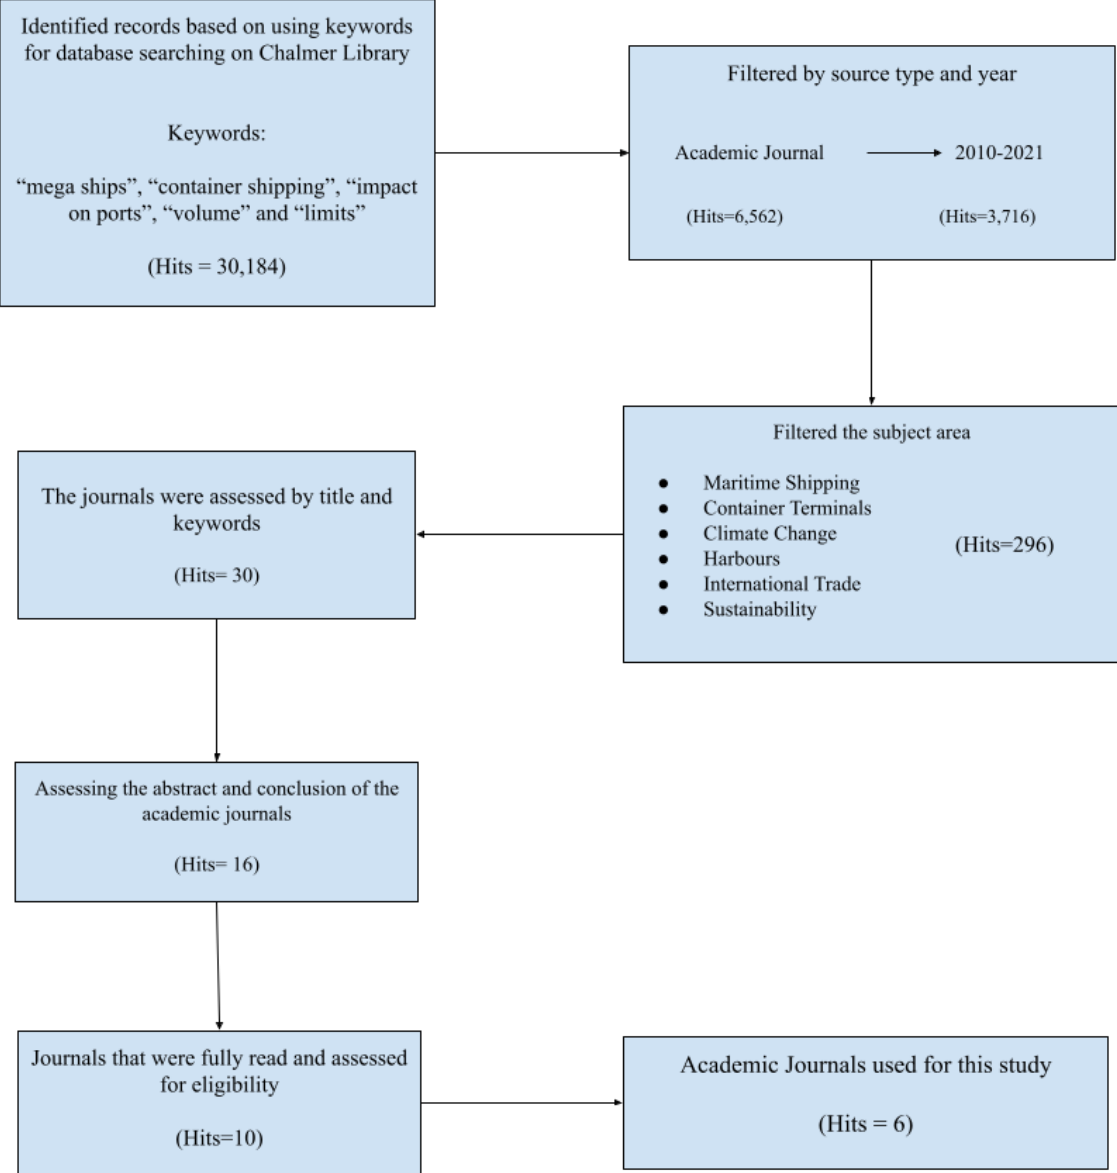 Identified records based on using keywords
for database searching on Chalmer Library
Keywords:
“mega ships”, “container shipping”, “impact
on ports”, “volume” and “limits”
(Hits = 30,184)
Filtered by source type and year
Academic Journal 2010-2021
(Hits=6,562) (Hits=3,716)
Filtered the subject area
● Maritime Shipping
● Container Terminals
● Climate Change
● Harbours
● International Trade
● Sustainability
(Hits=296)
The journals were assessed by title and
keywords
(Hits= 30)
Assessing the abstract and conclusion of the
academic journals
(Hits= 16)
Journals that were fully read and assessed
for eligibility
(Hits=10)
Academic Journals used for this study
(Hits = 6)